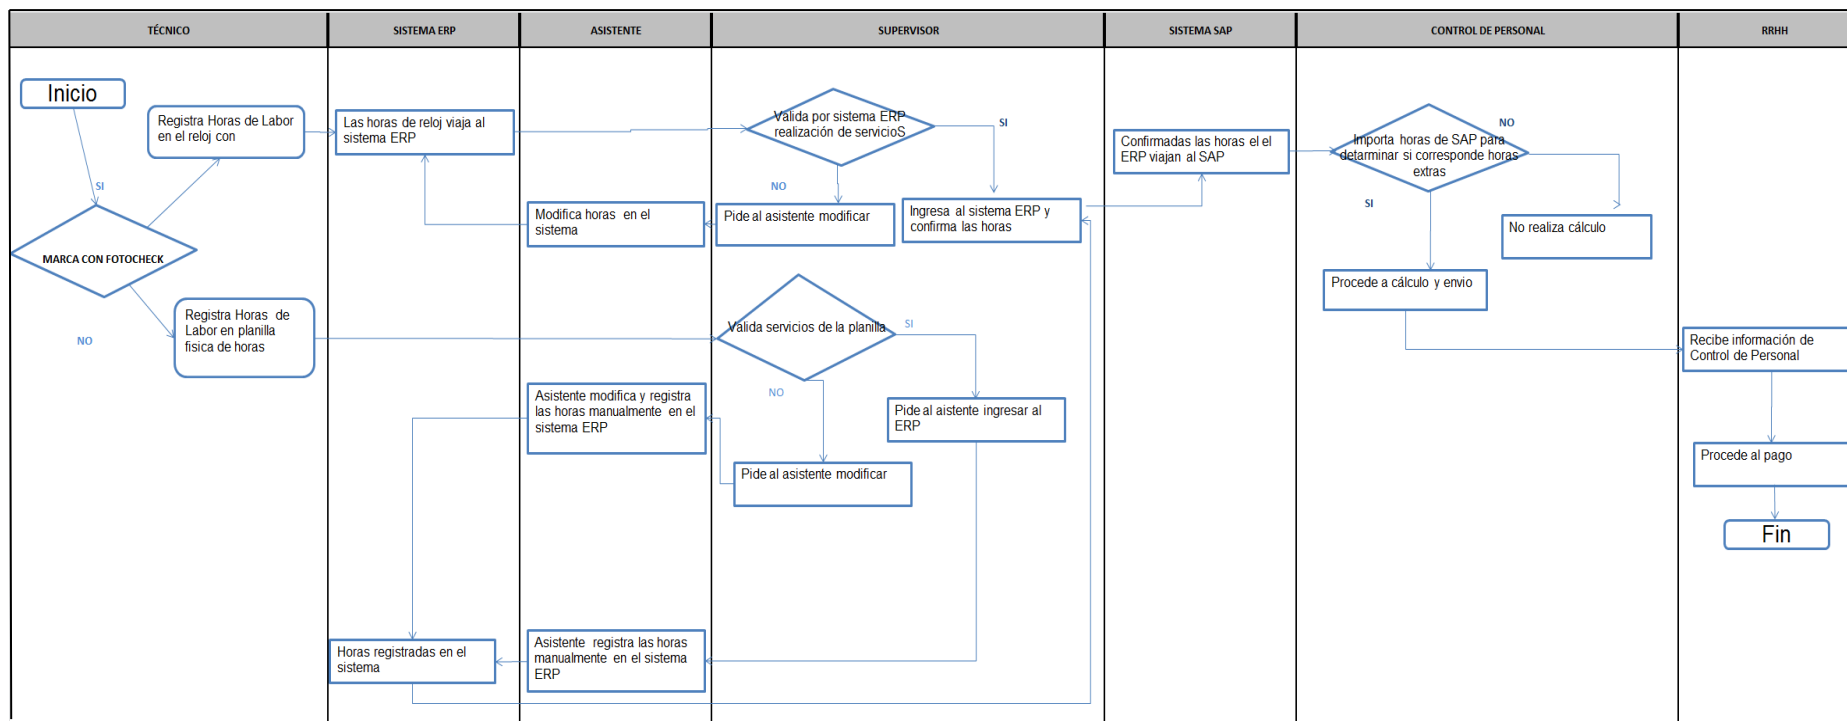 TÉCNICO
SISTEMA ERP
ASISTENTE
SUPERVISOR
SISTEMA SAP
CONTROL DE PERSONAL
RRHH
Inicio
Registra Horas de Labor
en el reloj con
SI
MARCA CON FOTOCHECK
NO
Registra Horas de
Labor en planilla
fisica de horas
Las horas de reloj viaja al
sistema ERP
Modifica horas en el
sistema
Válida por sistema ERP
realización de servicioS
SI
NO
Pide al asistente modificar
Ingresa al sistema ERP y
confirma las horas
Confirmadas las horas el el
ERP viajan al SAP
Importa horas de SAP para
detarminar si corresponde horas
extras
NO
SI
No realiza cálculo
Procede a cálculo y envio
Válida servicios de la planilla
SI
NO
Asistente modifica y registra
las horas manualmente en el
sistema ERP
Pide al aistente ingresar al
ERP
Pide al asistente modificar
Recibe información de
Control de Personal
Procede al pago
Fin
Horas registradas en el
sistema
Asistente registra las horas
manualmente en el sistema
ERP